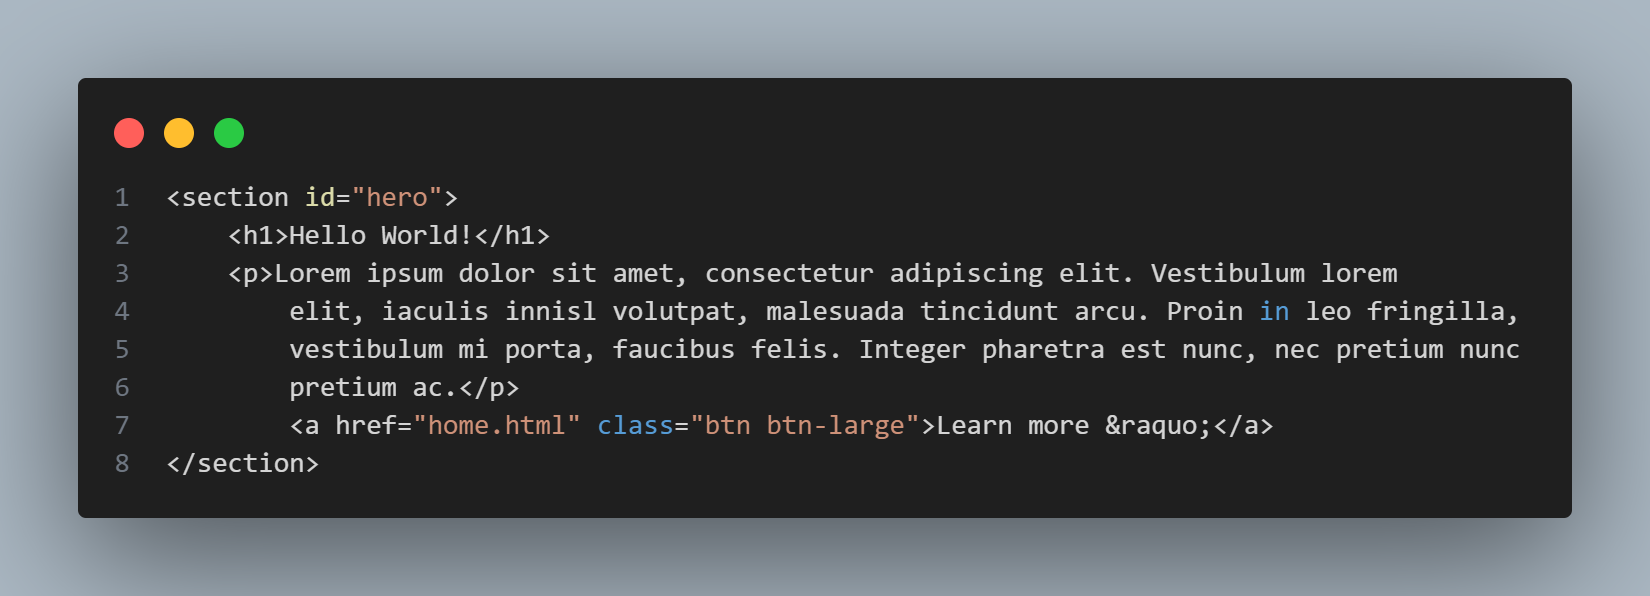 1 <section id="hero">
2     <h1>Hello World!</h1>
3     <p>Lorem ipsum dolor sit amet, consectetur adipiscing elit. Vestibulum lorem
4         elit, iaculis innisl volutpat, malesuada tincidunt arcu. Proin in leo fringilla,
5         vestibulum mi porta, faucibus felis. Integer pharetra est nunc, nec pretium nunc
6         pretium ac.</p>
7         <a href="home.html" class="btn btn-large">Learn more &raquo;</a>
8 </section>